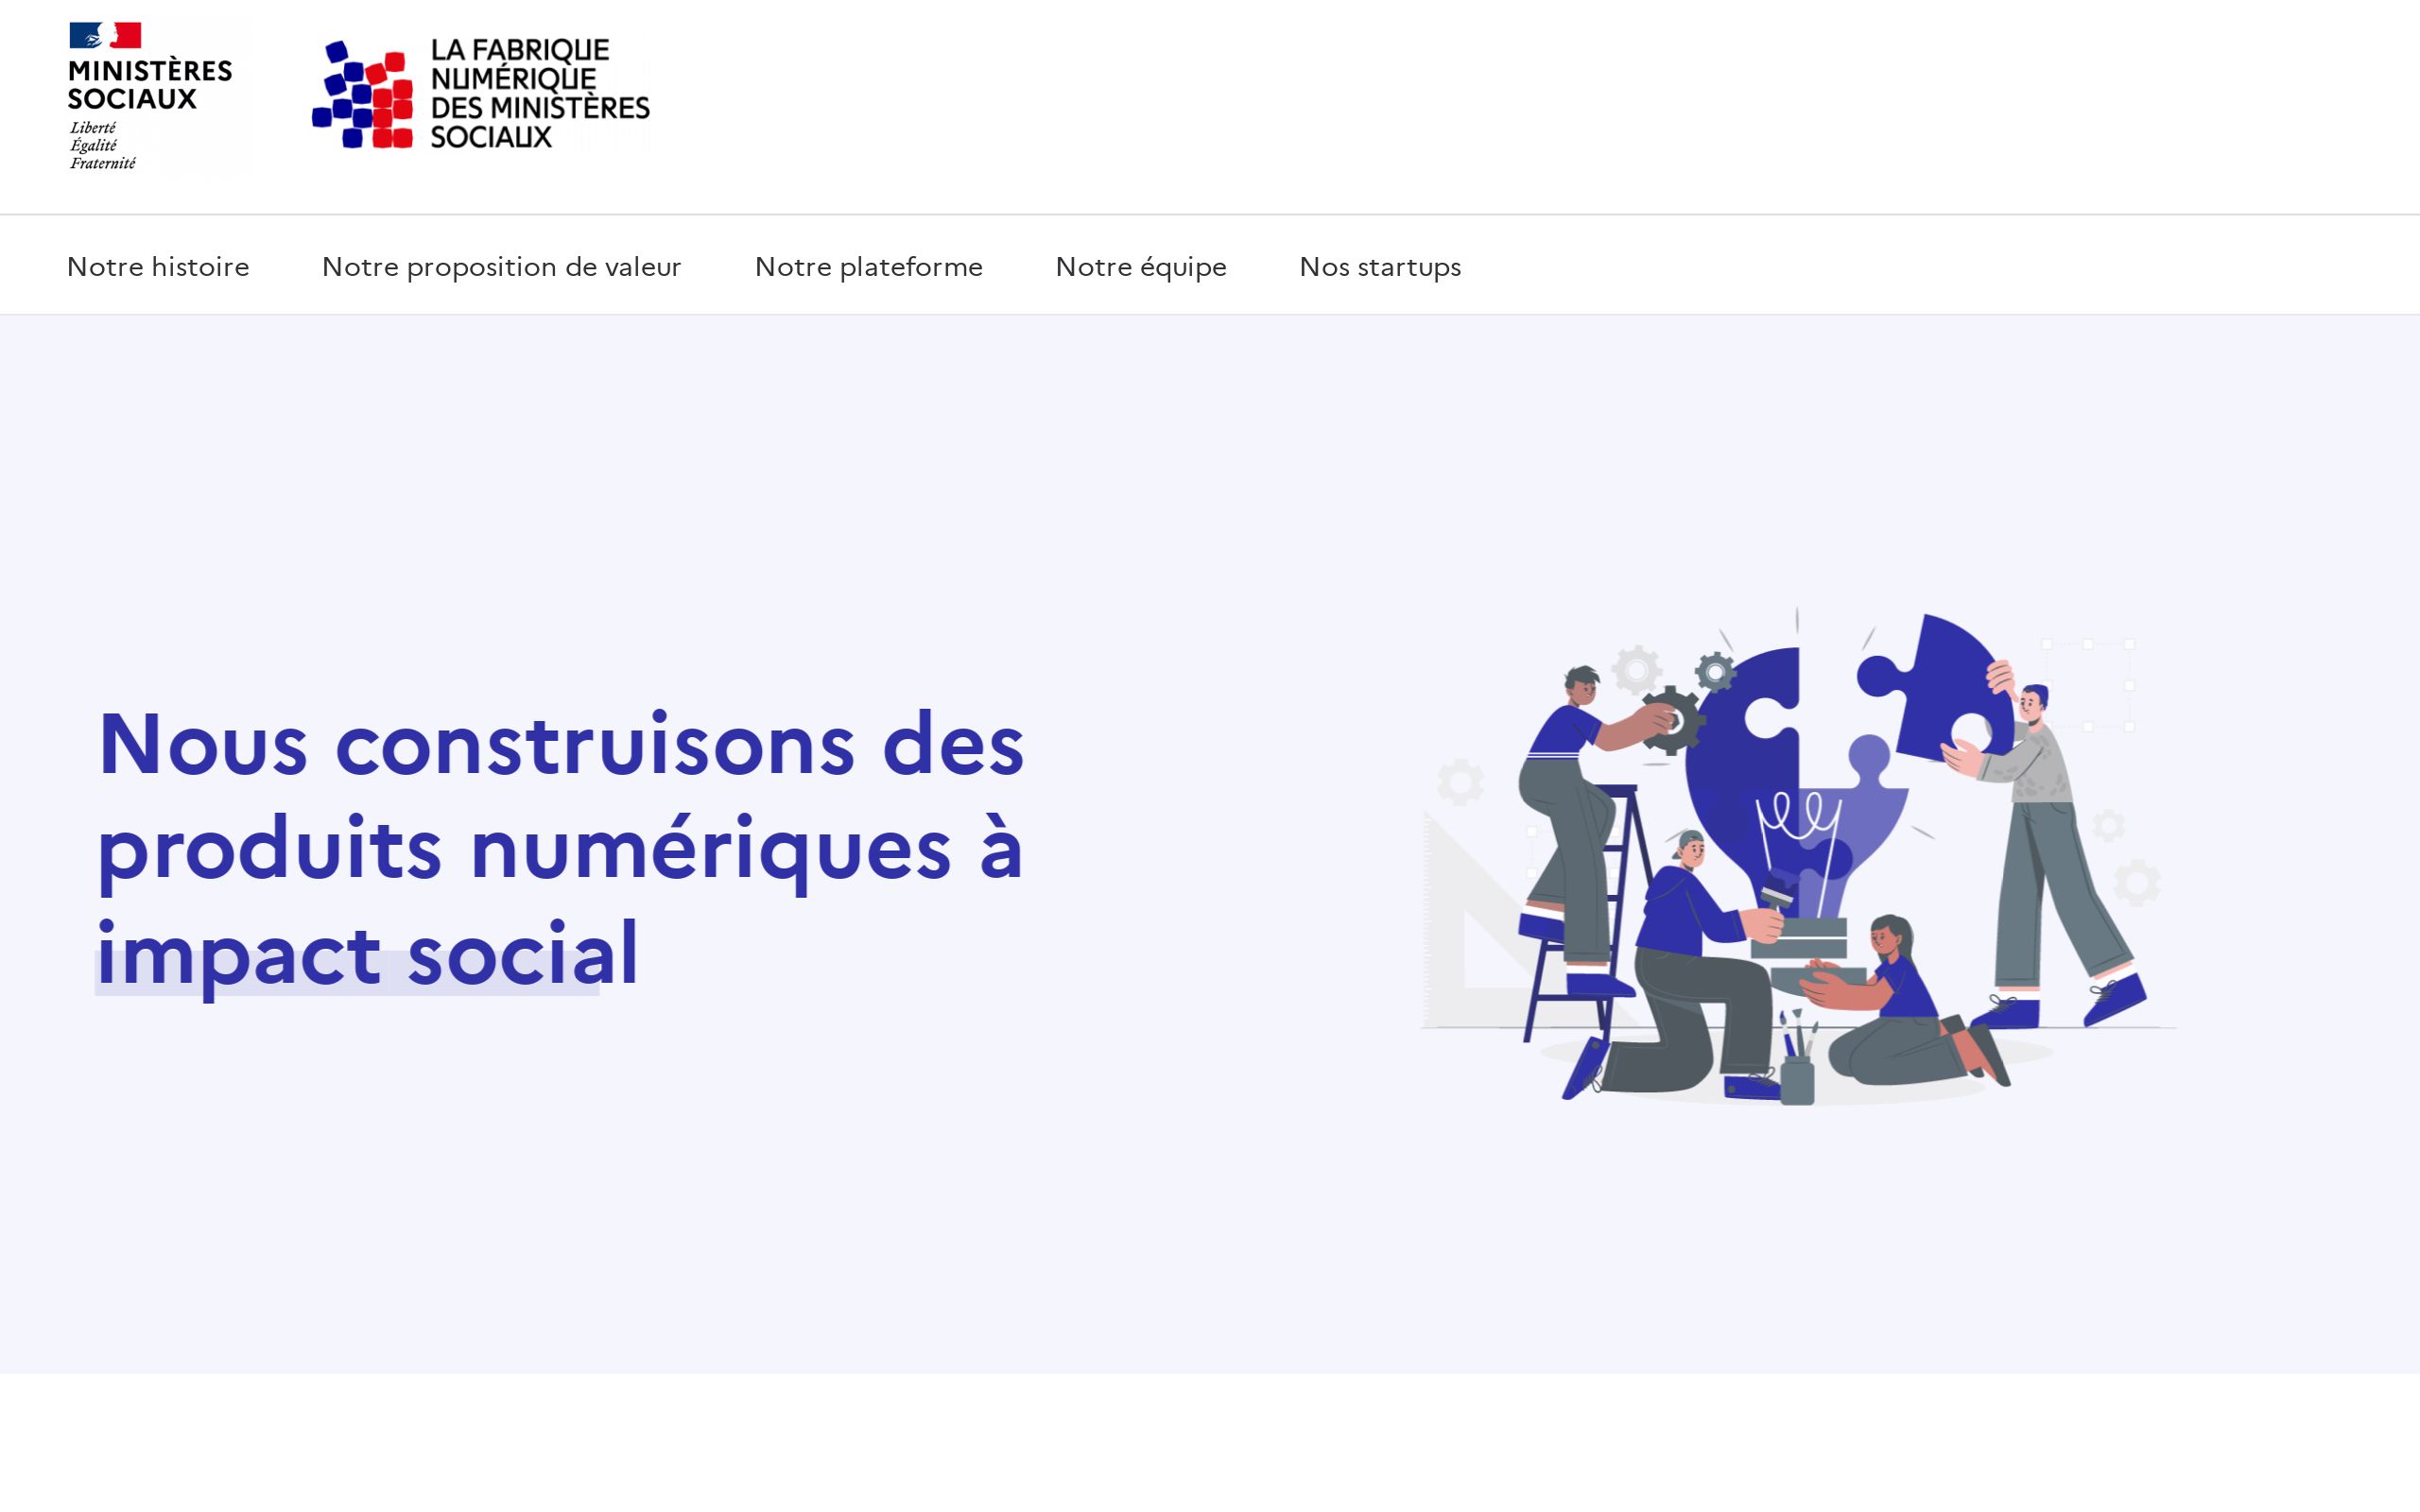 MINISTÈRES
SOCIAUX
Liberté
Égalité
Fraternité
LA FABRIQUE
NUMÉRIQUE
DES MINISTÈRES
SOCIAUX
Notre histoire
Notre proposition de valeur
Notre plateforme
Notre équipe
Nos startups
Nous construisons des
produits numériques à
impact social